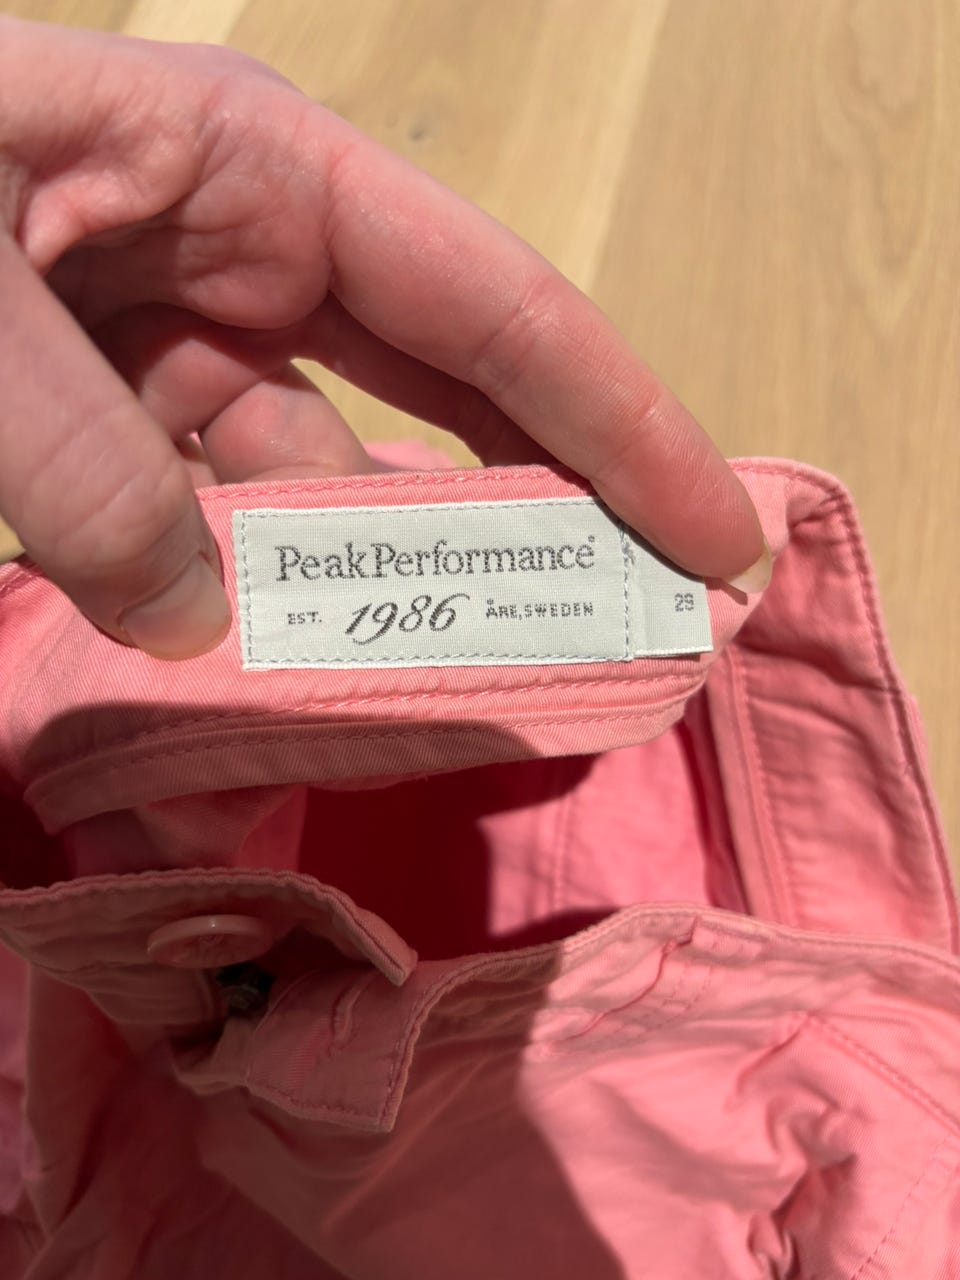 PeakPerformance®
EST. 1986 ÅRE, SWEDEN
29